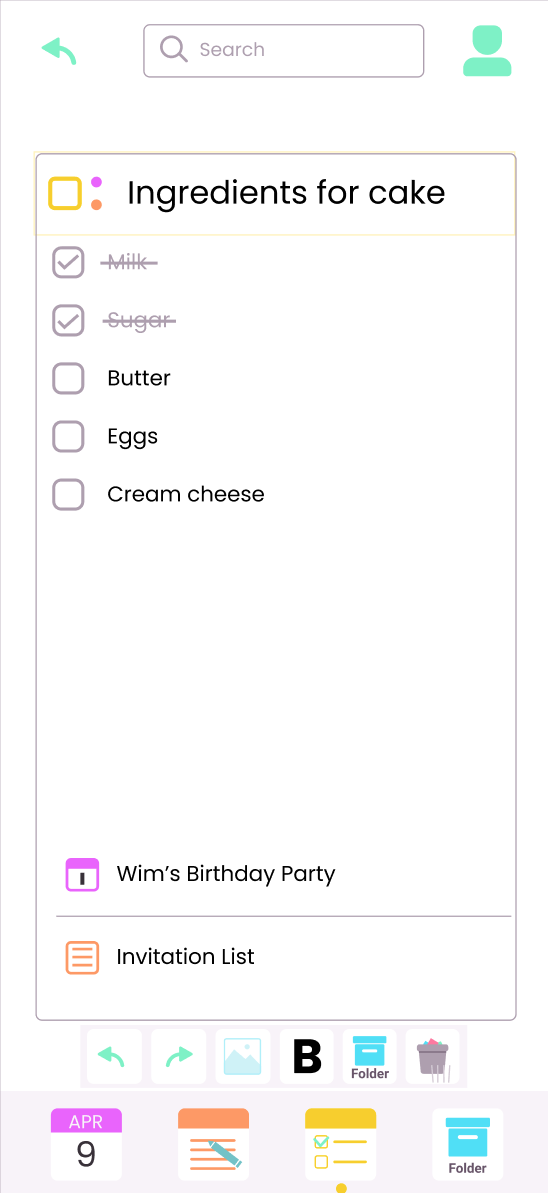 Search
Ingredients for cake
Milk
Sugar
Butter
Eggs
Cream cheese
Wim’s Birthday Party
Invitation List
B
Folder
APR
9
Folder